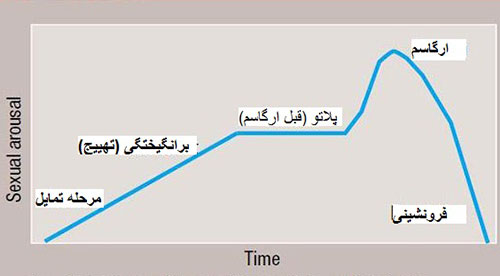 ارگاسم
پلاتو (قبل ارگاسم)
برانگیختگی (تهییج)
مرحله تمایل
فرونشینی
Sexual arousal
Time